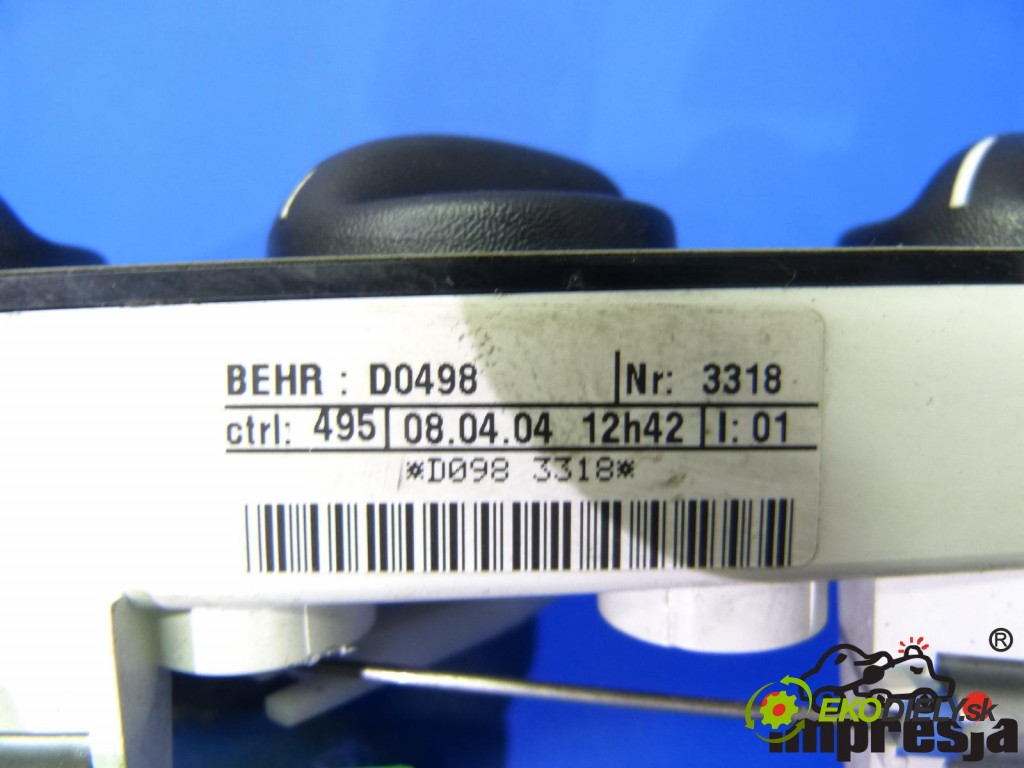 BEHR : D0498 Nr: 3318
ctrl: 495 08.04.04 12h42 I: 01
*D098 3318*
®
EKODIELY.sk
impresja